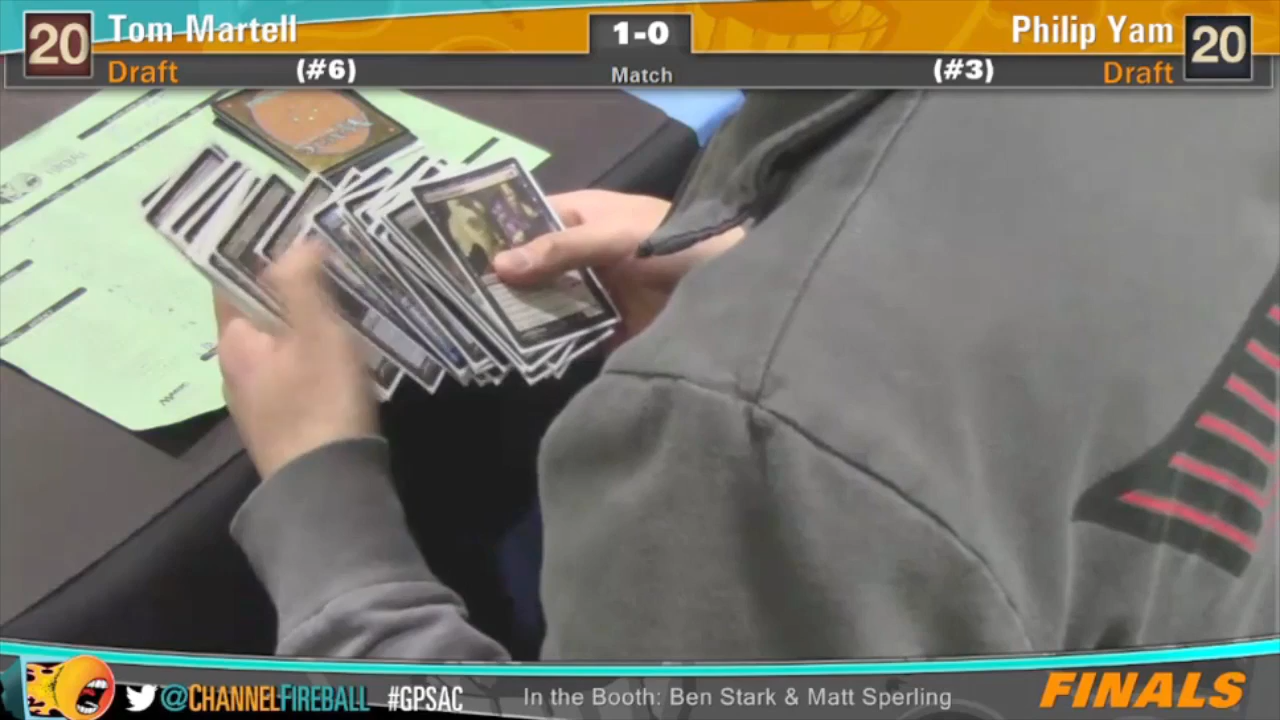 20 Tom Martell 1-0 Philip Yam 20
Draft (#6) Match (#3) Draft
@CHANNELFIREBALL #GPSAC In the Booth: Ben Stark & Matt Sperling FINALS